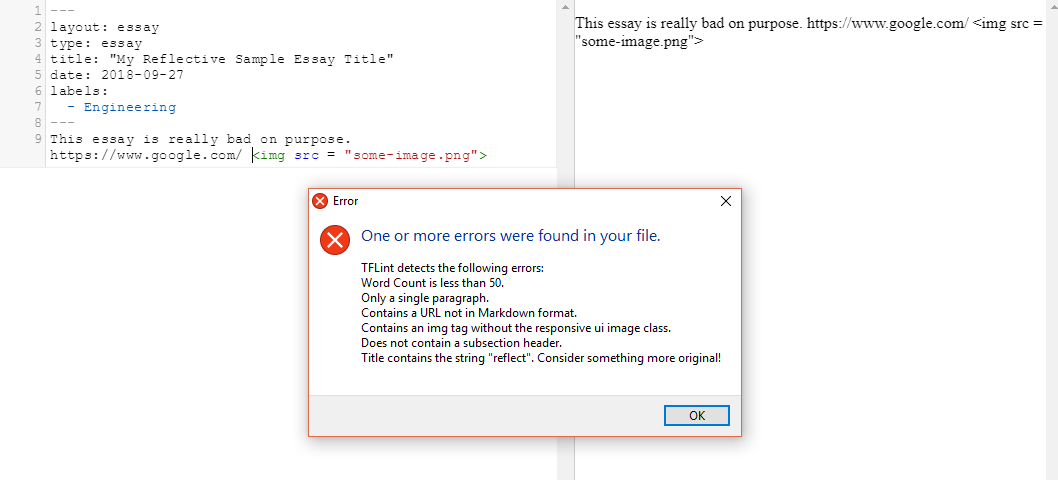 1 ---
2 layout: essay
3 type: essay
4 title: "My Reflective Sample Essay Title"
5 date: 2018-09-27
6 labels:
7   - Engineering
8 ---
9 This essay is really bad on purpose.
https://www.google.com/ <img src = "some-image.png">
This essay is really bad on purpose. https://www.google.com/ <img src =
"some-image.png">
Error
One or more errors were found in your file.
TFLint detects the following errors:
Word Count is less than 50.
Only a single paragraph.
Contains a URL not in Markdown format.
Contains an img tag without the responsive ui image class.
Does not contain a subsection header.
Title contains the string "reflect". Consider something more original!
OK